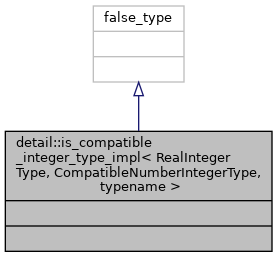 false_type
detail::is_compatible
_integer_type_impl< RealInteger
Type, CompatibleNumberIntegerType,
typename >